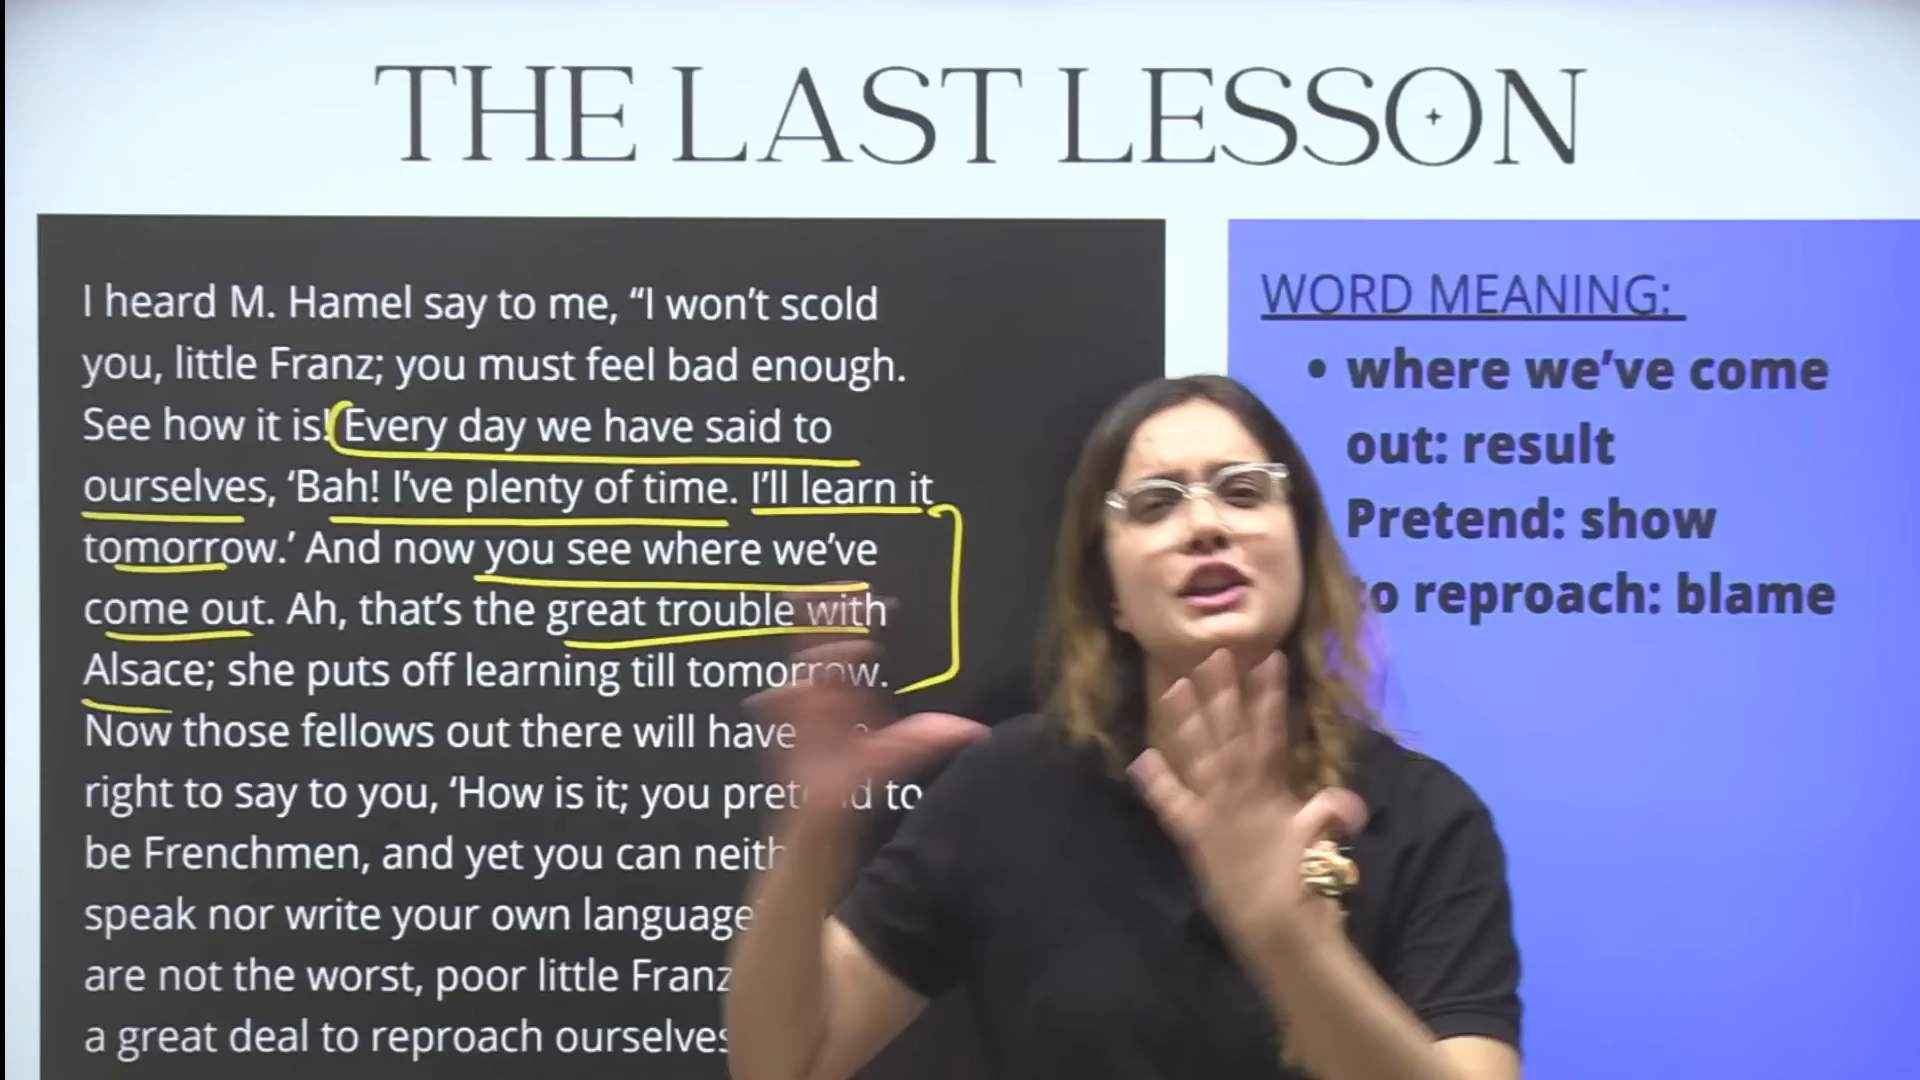 THE LAST LESSON
I heard M. Hamel say to me, “I won’t scold
you, little Franz; you must feel bad enough.
See how it is! Every day we have said to
ourselves, ‘Bah! I’ve plenty of time. I’ll learn it
tomorrow.’ And now you see where we’ve
come out. Ah, that’s the great trouble with
Alsace; she puts off learning till tomorrow.
Now those fellows out there will have
right to say to you, ‘How is it; you pretend to
be Frenchmen, and yet you can
speak nor write your own language
are not the worst, poor little Franz
a great deal to reproach ourselves
WORD MEANING:
• where we’ve come
out: result
Pretend: show
to reproach: blame